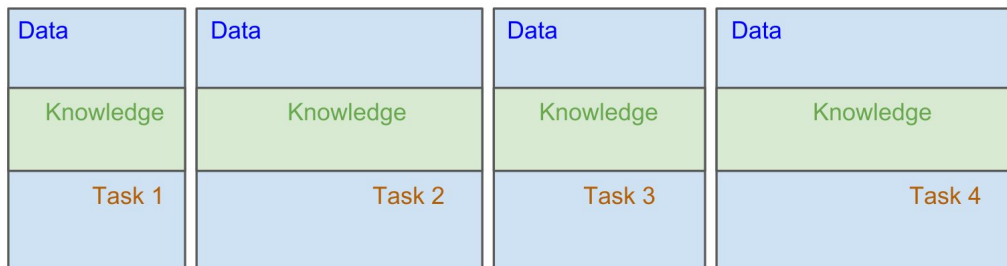 Data Data Data Data
Knowledge Knowledge Knowledge Knowledge
Task 1 Task 2 Task 3 Task 4